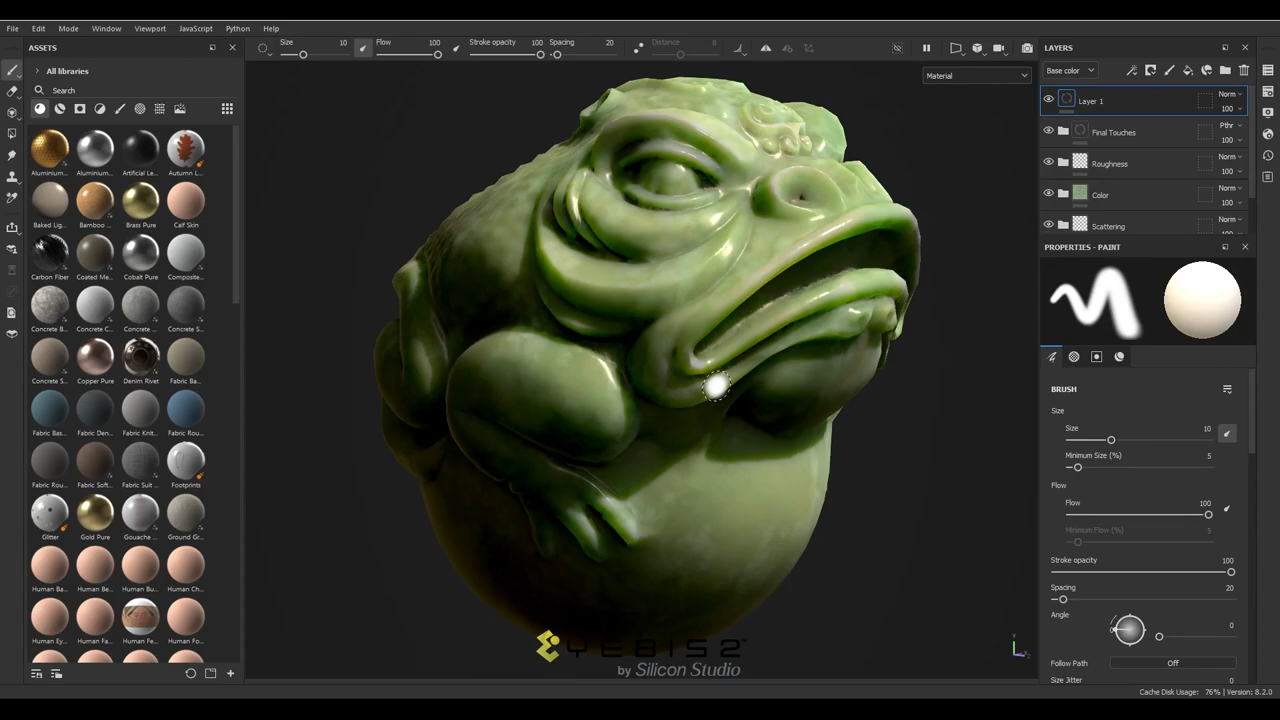 File Edit Mode Window Viewport JavaScript Python Help
ASSETS
All libraries
Search
Aluminium... Aluminium... Artificial Le... Autumn L...
Baked Lig... Bamboo ... Brass Pure Calf Skin
Carbon Fiber Coated Me... Cobalt Pure Composite...
Concrete B... Concrete C... Concrete ... Concrete S...
Concrete S... Copper Pure Denim Rivet Fabric Ba...
Fabric Bas... Fabric Den... Fabric Knit... Fabric Rou...
Fabric Rou... Fabric Soft... Fabric Suit ... Footprints
Glitter Gold Pure Gouache ... Ground Gr...
Human Ba... Human Be... Human Bu... Human Ch...
Human Ey... Human Fa... Human Fe... Human Fo...
Size 10 Flow 100 Stroke opacity 100 Spacing 20 Distance 8
Material
YEBIS 2™
by Silicon Studio
Y
LAYERS
Base color
Layer 1 Norm 100
Final Touches Pthr 100
Roughness Norm 100
Color Norm 100
Scattering Norm 100
PROPERTIES - PAINT
BRUSH
Size
Size 10
Minimum Size (%) 5
Flow
Flow 100
Minimum Flow (%) 5
Stroke opacity 100
Spacing 20
Angle 0
Follow Path Off
Size Jitter 0
Cache Disk Usage: 76% | Version: 8.2.0